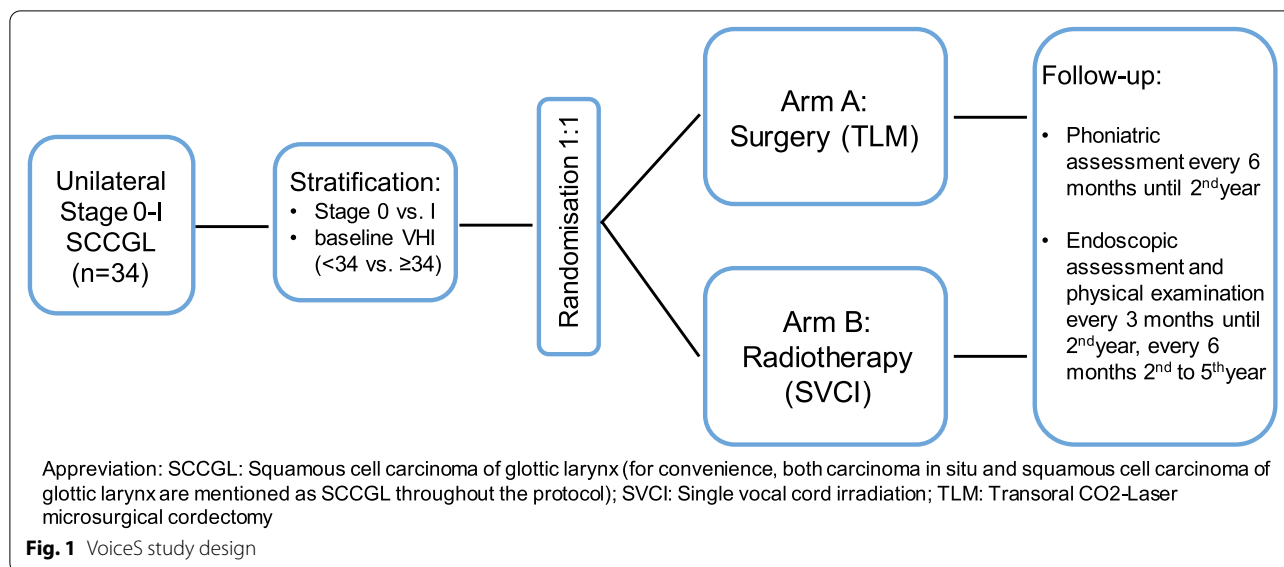 Unilateral
Stage 0-I
SCCGL
(n=34)
Stratification:
• Stage 0 vs. I
• baseline VHI
(<34 vs. ≥34)
Randomisation 1:1
Arm A:
Surgery (TLM)
Arm B:
Radiotherapy
(SVCI)
Follow-up:
• Phoniatric
assessment every 6
months until 2nd year
• Endoscopic
assessment and
physical examination
every 3 months until
2nd year, every 6
months 2nd to 5th year
Appreviation: SCCGL: Squamous cell carcinoma of glottic larynx (for convenience, both carcinoma in situ and squamous cell carcinoma of
glottic larynx are mentioned as SCCGL throughout the protocol); SVCI: Single vocal cord irradiation; TLM: Transoral CO2-Laser
microsurgical cordectomy
Fig. 1 VoiceS study design